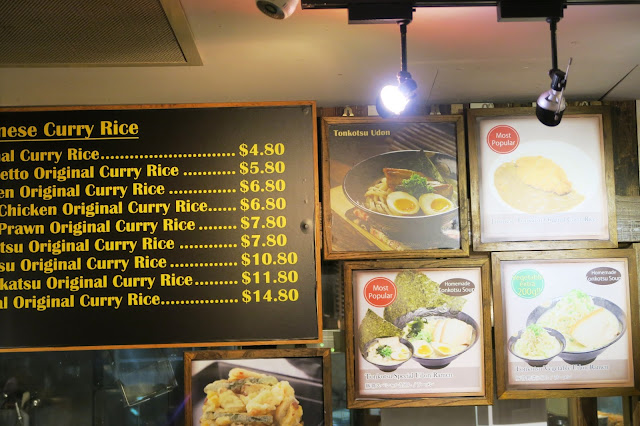 nese Curry Rice
al Curry Rice............................ $4.80
etto Original Curry Rice ............. $5.80
en Original Curry Rice ............... $6.80
Chicken Original Curry Rice...... $6.80
Prawn Original Curry Rice ........ $7.80
tsu Original Curry Rice .............. $7.80
su Original Curry Rice ............... $10.80
katsu Original Curry Rice........... $11.80
al Original Curry Rice................ $14.80
Tonkotsu Udon
Most
Popular
Most
Popular
Homemade
Tonkotsu Soup
Special
Homemade
Tonkotsu Soup
200g